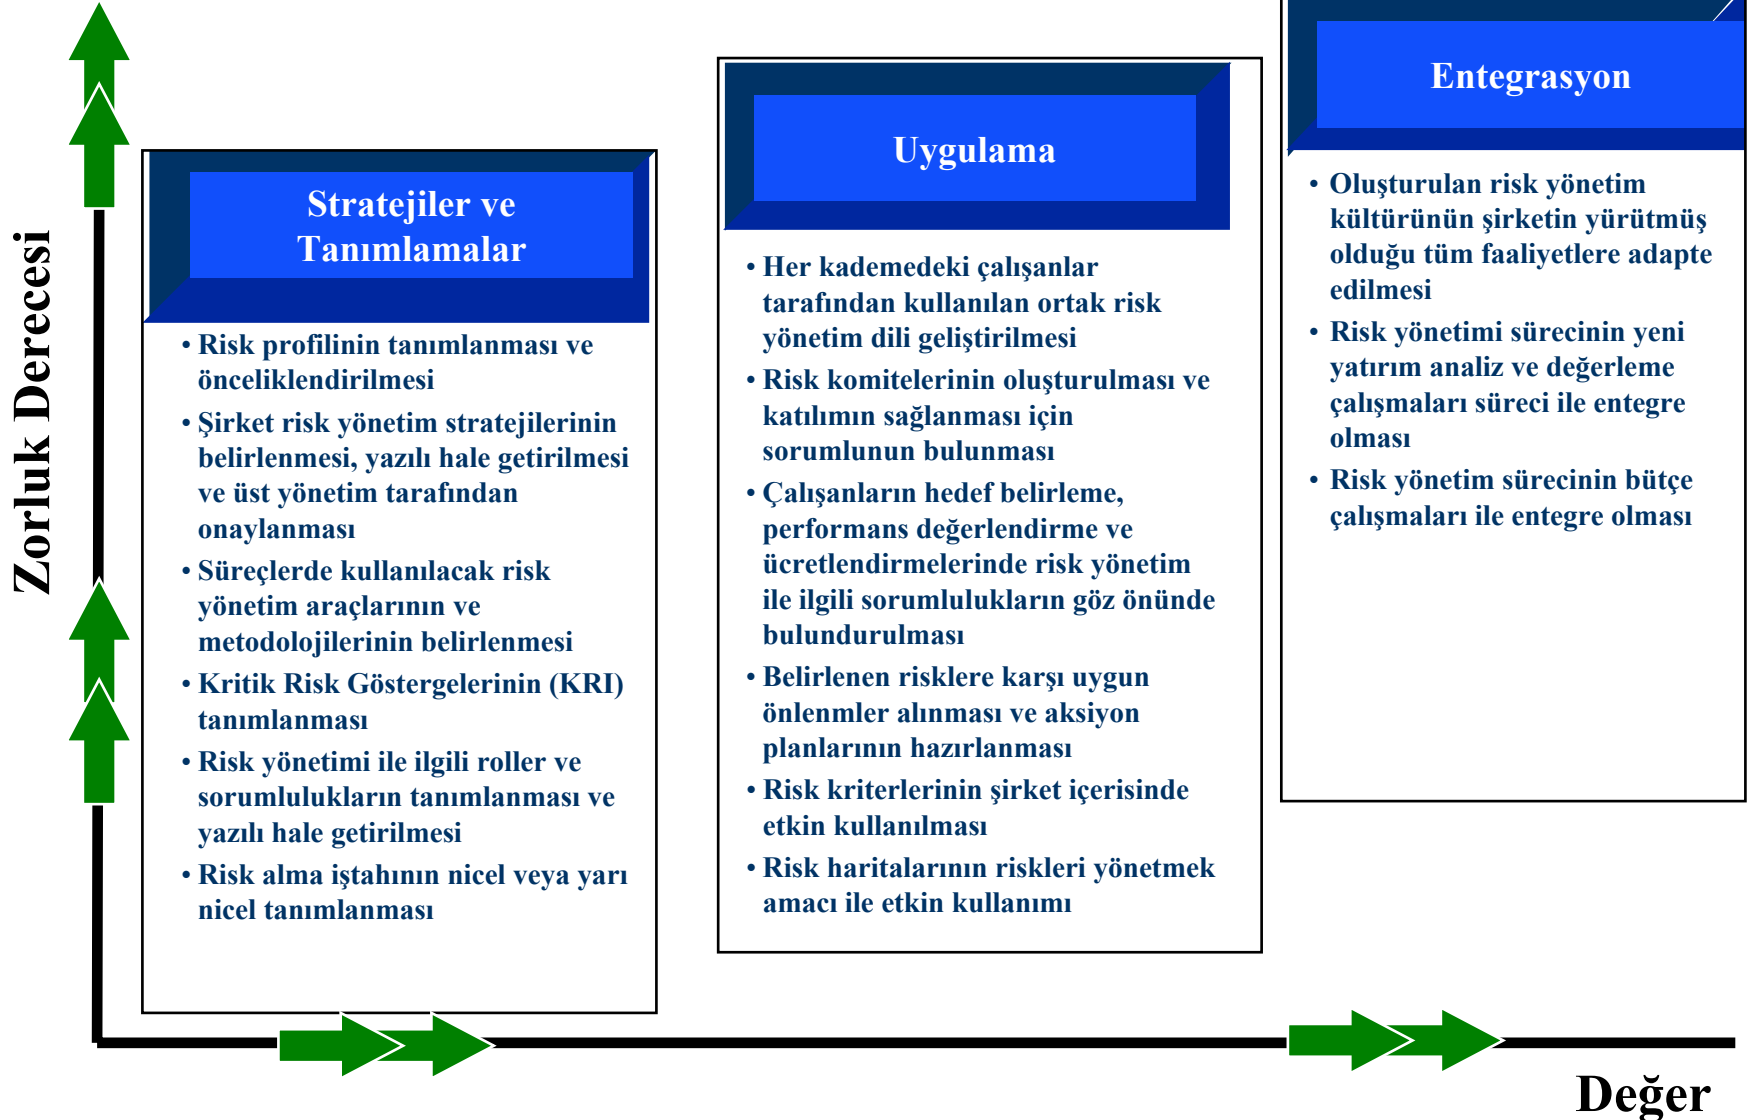 Zorluk Derecesi
Stratejiler ve
Tanımlamalar
• Risk profilinin tanımlanması ve
önceliklendirilmesi
• Şirket risk yönetim stratejilerinin
belirlenmesi, yazılı hale getirilmesi
ve üst yönetim tarafından
onaylanması
• Süreçlerde kullanılacak risk
yönetim araçlarının ve
metodolojilerinin belirlenmesi
• Kritik Risk Göstergelerinin (KRI)
tanımlanması
• Risk yönetimi ile ilgili roller ve
sorumlulukların tanımlanması ve
yazılı hale getirilmesi
• Risk alma iştahının nicel veya yarı
nicel tanımlanması
Uygulama
• Her kademedeki çalışanlar
tarafından kullanılan ortak risk
yönetim dili geliştirilmesi
• Risk komitelerinin oluşturulması ve
katılımın sağlanması için
sorumlunun bulunması
• Çalışanların hedef belirleme,
performans değerlendirme ve
ücretlendirmelerinde risk yönetim
ile ilgili sorumlulukların göz önünde
bulundurulması
• Belirlenen risklere karşı uygun
önlenmler alınması ve aksiyon
planlarının hazırlanması
• Risk kriterlerinin şirket içerisinde
etkin kullanılması
• Risk haritalarının riskleri yönetmek
amacı ile etkin kullanımı
Entegrasyon
• Oluşturulan risk yönetim
kültürünün şirketin yürütmüş
olduğu tüm faaliyetlere adapte
edilmesi
• Risk yönetimi sürecinin yeni
yatırım analiz ve değerleme
çalışmaları süreci ile entegre
olması
• Risk yönetim sürecinin bütçe
çalışmaları ile entegre olması
Değer